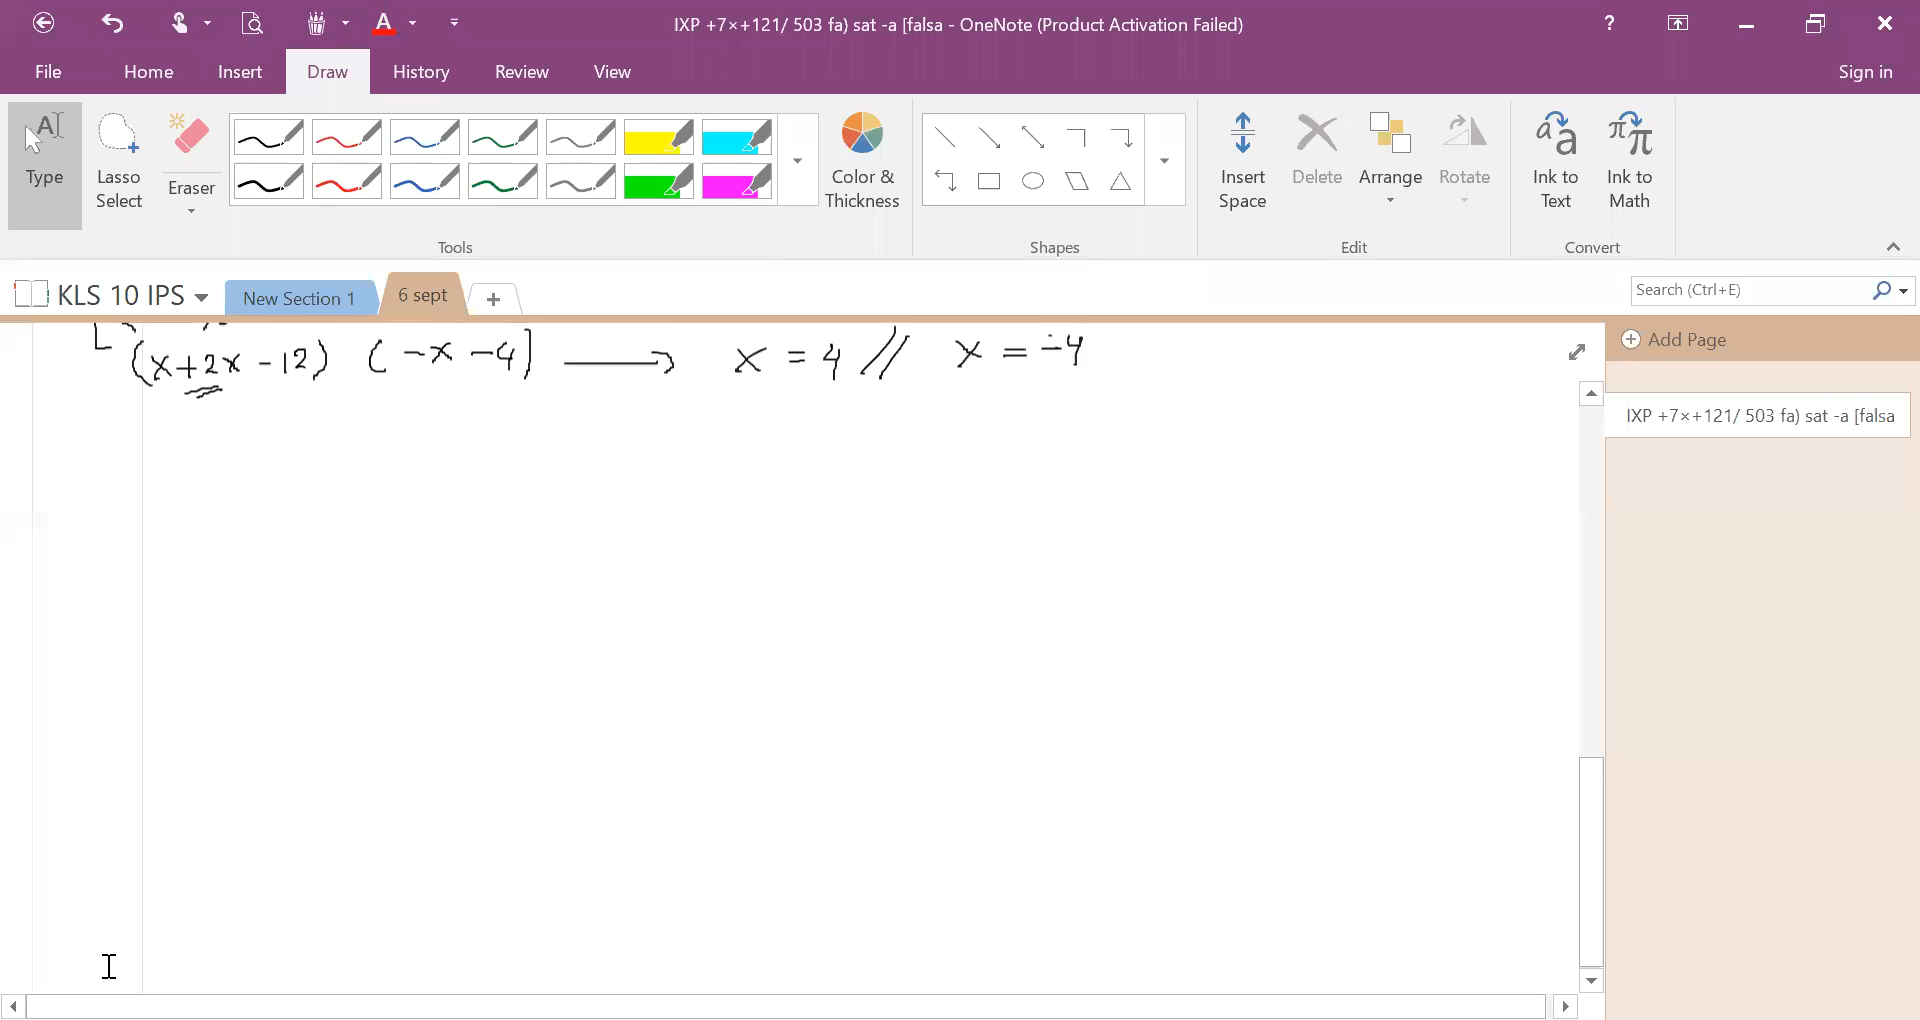 IXP +7×+121/ 503 fa) sat -a [falsa - OneNote (Product Activation Failed)
File Home Insert Draw History Review View Sign in
Type
Lasso Select
Eraser
Color & Thickness
Insert Space
Delete
Arrange
Rotate
Ink to Text
Ink to Math
Tools Shapes Edit Convert
KLS 10 IPS New Section 1 6 sept Search (Ctrl+E)
Add Page
IXP +7×+121/ 503 fa) sat -a [falsa
(x+2x-12) (-x-4] → x = 4 // x = -4